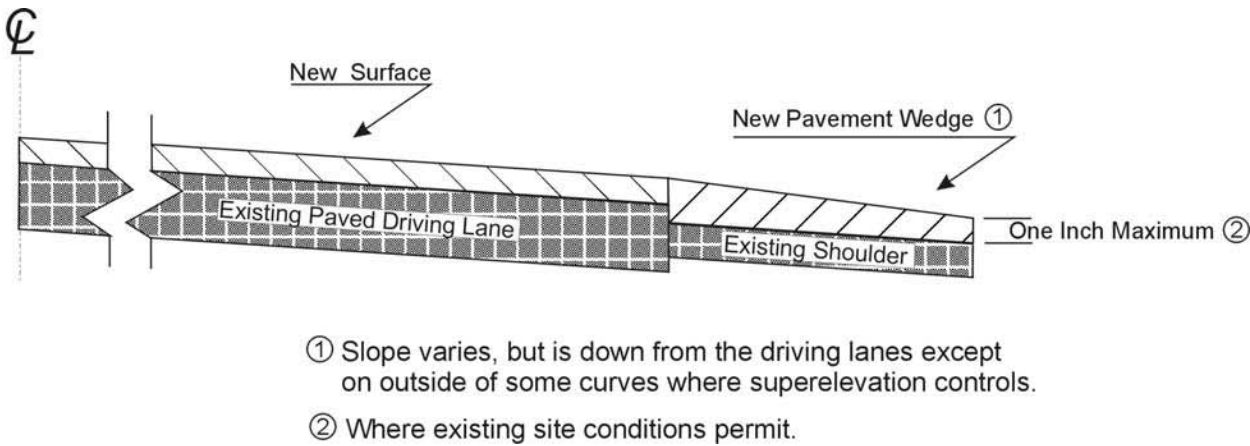 ℄
New Surface
New Pavement Wedge ①
Existing Paved Driving Lane
One Inch Maximum ②
Existing Shoulder
① Slope varies, but is down from the driving lanes except
on outside of some curves where superelevation controls.
② Where existing site conditions permit.